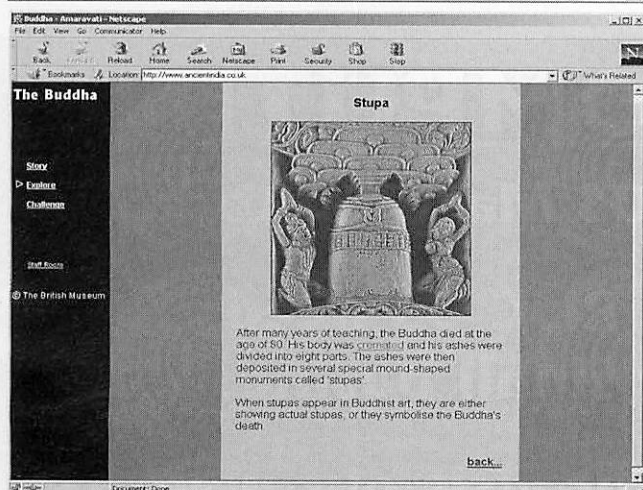 Buddha - Amaravati - Netscape
File Edit View Go Communicator Help
Back Reload Home Search Netscape Print Security Shop Stop
Bookmarks Location: http://www.ancientindia.co.uk What's Related
The Buddha
Story
Explore
Challenge
Staff Room
© The British Museum
Stupa
After many years of teaching, the Buddha died at the
age of 80. His body was cremated and his ashes were
divided into eight parts. The ashes were then
deposited in several special mound-shaped
monuments called 'stupas'.
When stupas appear in Buddhist art, they are either
showing actual stupas, or they symbolise the Buddha's
death.
back...
Document: Done